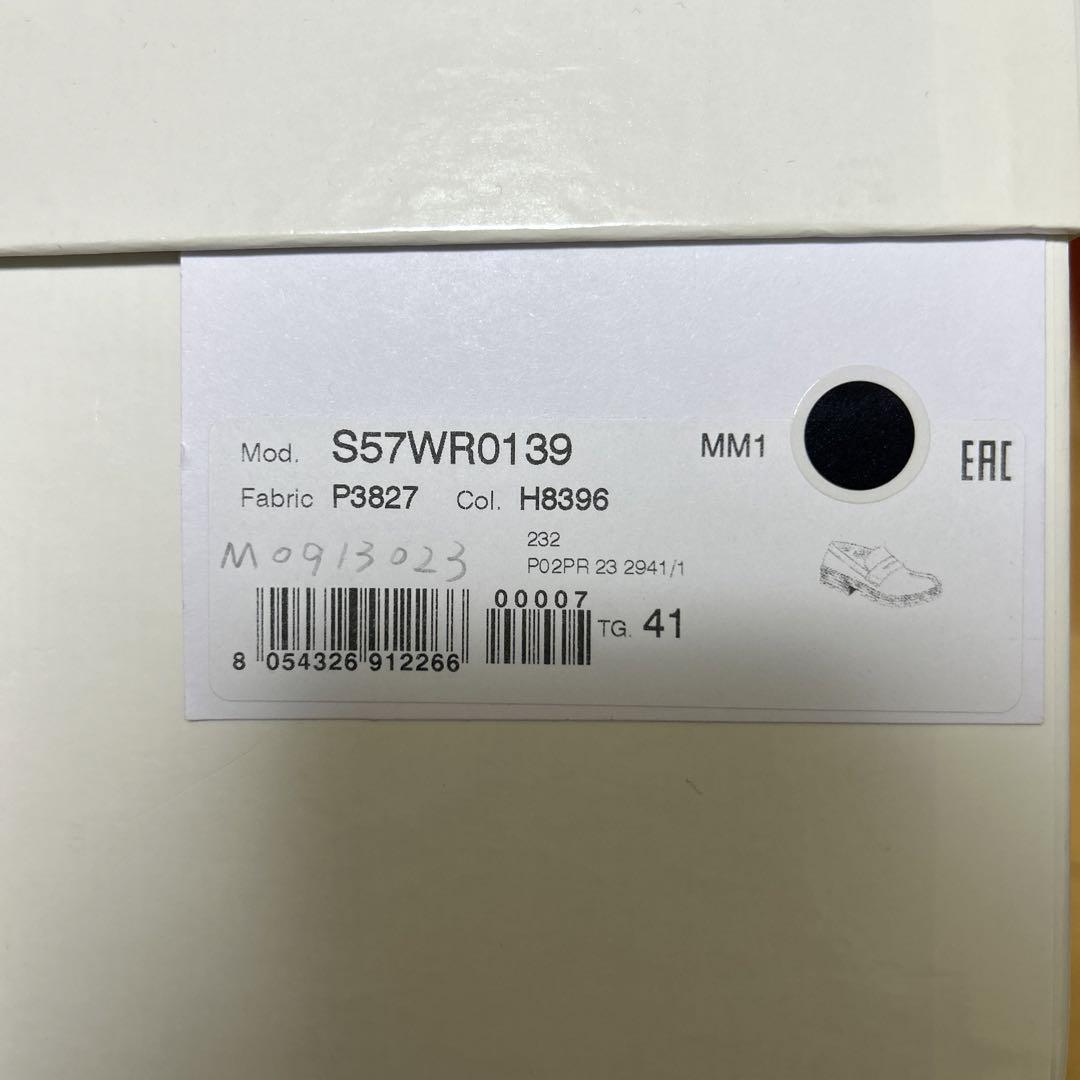 Mod. S57WR0139 MM1
EAC
Fabric P3827 Col. H8396
232
M0913023
P02PR 23 2941/1
00007
TG. 41
8 054326 912266